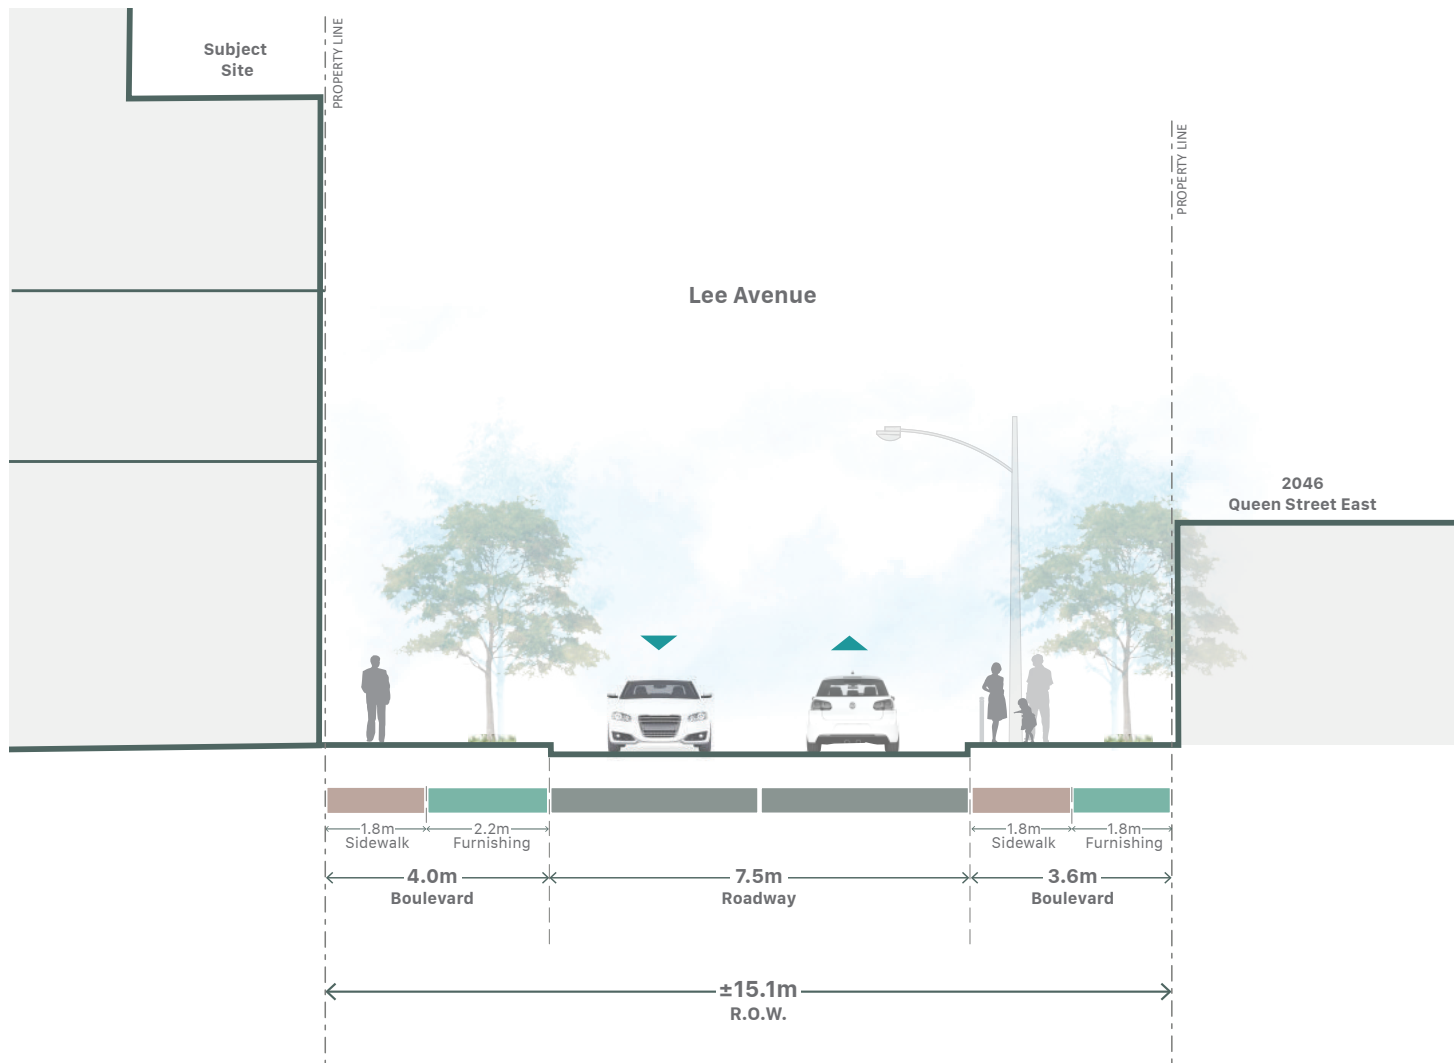 Subject
Site
PROPERTY LINE
PROPERTY LINE
Lee Avenue
2046
Queen Street East
1.8m
Sidewalk
2.2m
Furnishing
1.8m
Sidewalk
1.8m
Furnishing
4.0m
Boulevard
7.5m
Roadway
3.6m
Boulevard
±15.1m
R.O.W.